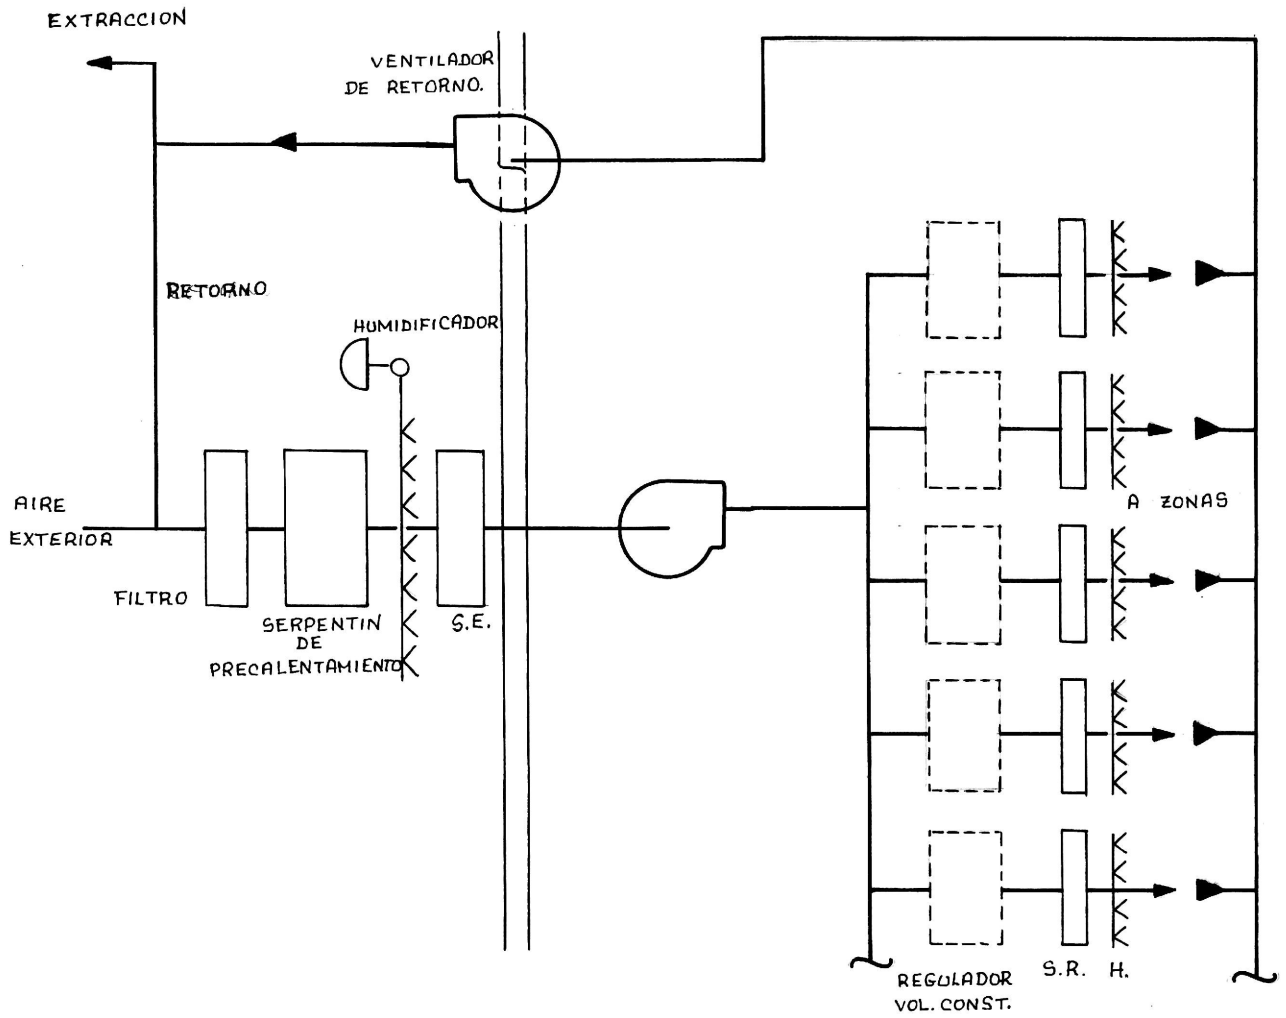 EXTRACCION
VENTILADOR
DE RETORNO.
RETORNO
HUMIDIFICADOR
AIRE
EXTERIOR
FILTRO
SERPENTIN
DE
PRECALENTAMIENTO
S.E.
A ZONAS
REGULADOR
VOL. CONST.
S.R.
H.